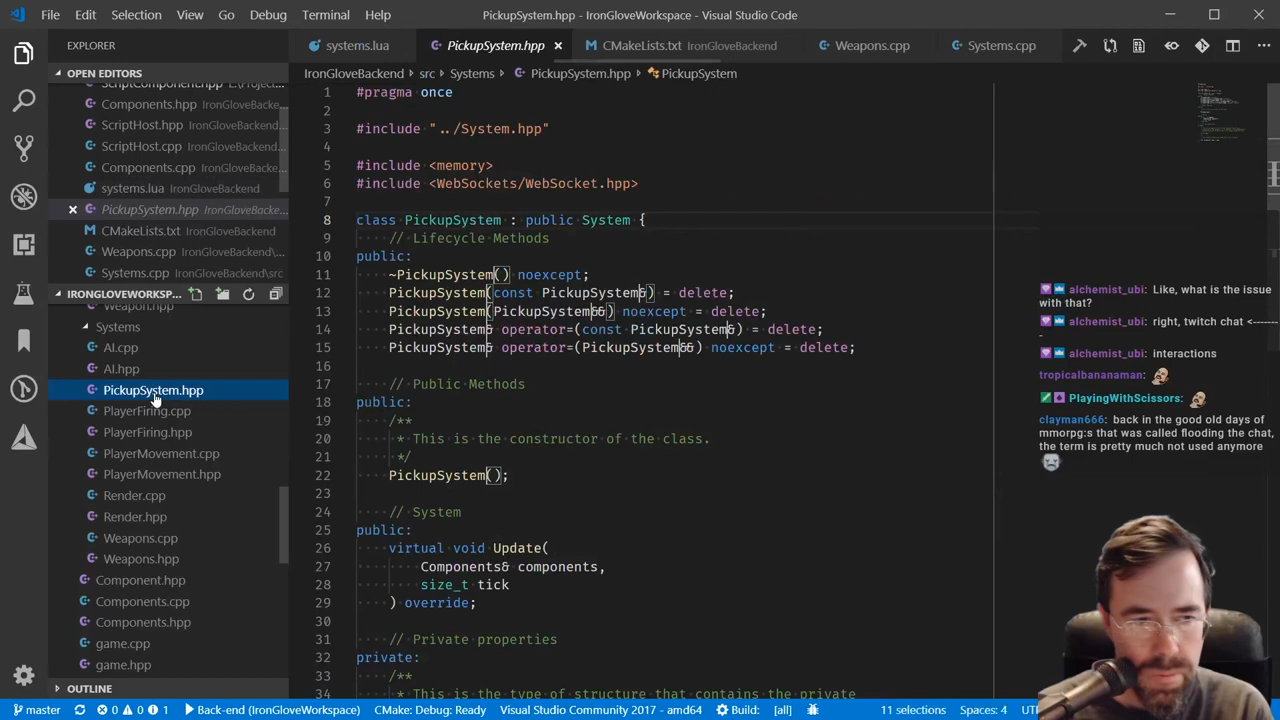 File Edit Selection View Go Debug Terminal Help PickupSystem.hpp - IronGloveWorkspace - Visual Studio Code
EXPLORER
systems.lua PickupSystem.hpp CMakeLists.txt IronGloveBackend Weapons.cpp Systems.cpp
OPEN EDITORS
IronGloveBackend › src › Systems › PickupSystem.hpp › PickupSystem
Components.hpp IronGloveBackend...
ScriptHost.hpp IronGloveBackend...
ScriptHost.cpp IronGloveBackend...
Components.cpp IronGloveBackend...
systems.lua IronGloveBackend
PickupSystem.hpp IronGloveBacke...
CMakeLists.txt IronGloveBackend
Weapons.cpp IronGloveBackend\...
Systems.cpp IronGloveBackend\src
IRONGLOVEWORKSP...
Weapon.hpp
Systems
AI.cpp
AI.hpp
PickupSystem.hpp
PlayerFiring.cpp
PlayerFiring.hpp
PlayerMovement.cpp
PlayerMovement.hpp
Render.cpp
Render.hpp
Weapons.cpp
Weapons.hpp
Component.hpp
Components.cpp
Components.hpp
game.cpp
game.hpp
OUTLINE
1 #pragma once
2
3 #include "../System.hpp"
4
5 #include <memory>
6 #include <WebSockets/WebSocket.hpp>
7
8 class PickupSystem : public System {
9 // Lifecycle Methods
10 public:
11 ~PickupSystem() noexcept;
12 PickupSystem(const PickupSystem&) = delete;
13 PickupSystem(PickupSystem&&) noexcept = delete;
14 PickupSystem& operator=(const PickupSystem&) = delete;
15 PickupSystem& operator=(PickupSystem&&) noexcept = delete;
16
17 // Public Methods
18 public:
19 /**
20 * This is the constructor of the class.
21 */
22 PickupSystem();
23
24 // System
25 public:
26 virtual void Update(
27 Components& components,
28 size_t tick
29 ) override;
30
31 // Private properties
32 private:
33 /**
34 * This is the type of structure that contains the private
alchemist_ubi: Like, what is the issue
with that?
alchemist_ubi: right, twitch chat <-------
-
alchemist_ubi: interactions
tropicalbananaman:
PlayingWithScissors:
clayman666: back in the good old days of
mmorpg:s that was called flooding the chat,
the term is pretty much not used anymore
master 0 0 1 Back-end (IronGloveWorkspace) CMake: Debug: Ready Visual Studio Community 2017 - amd64 Build: [all] 11 selections Spaces: 4